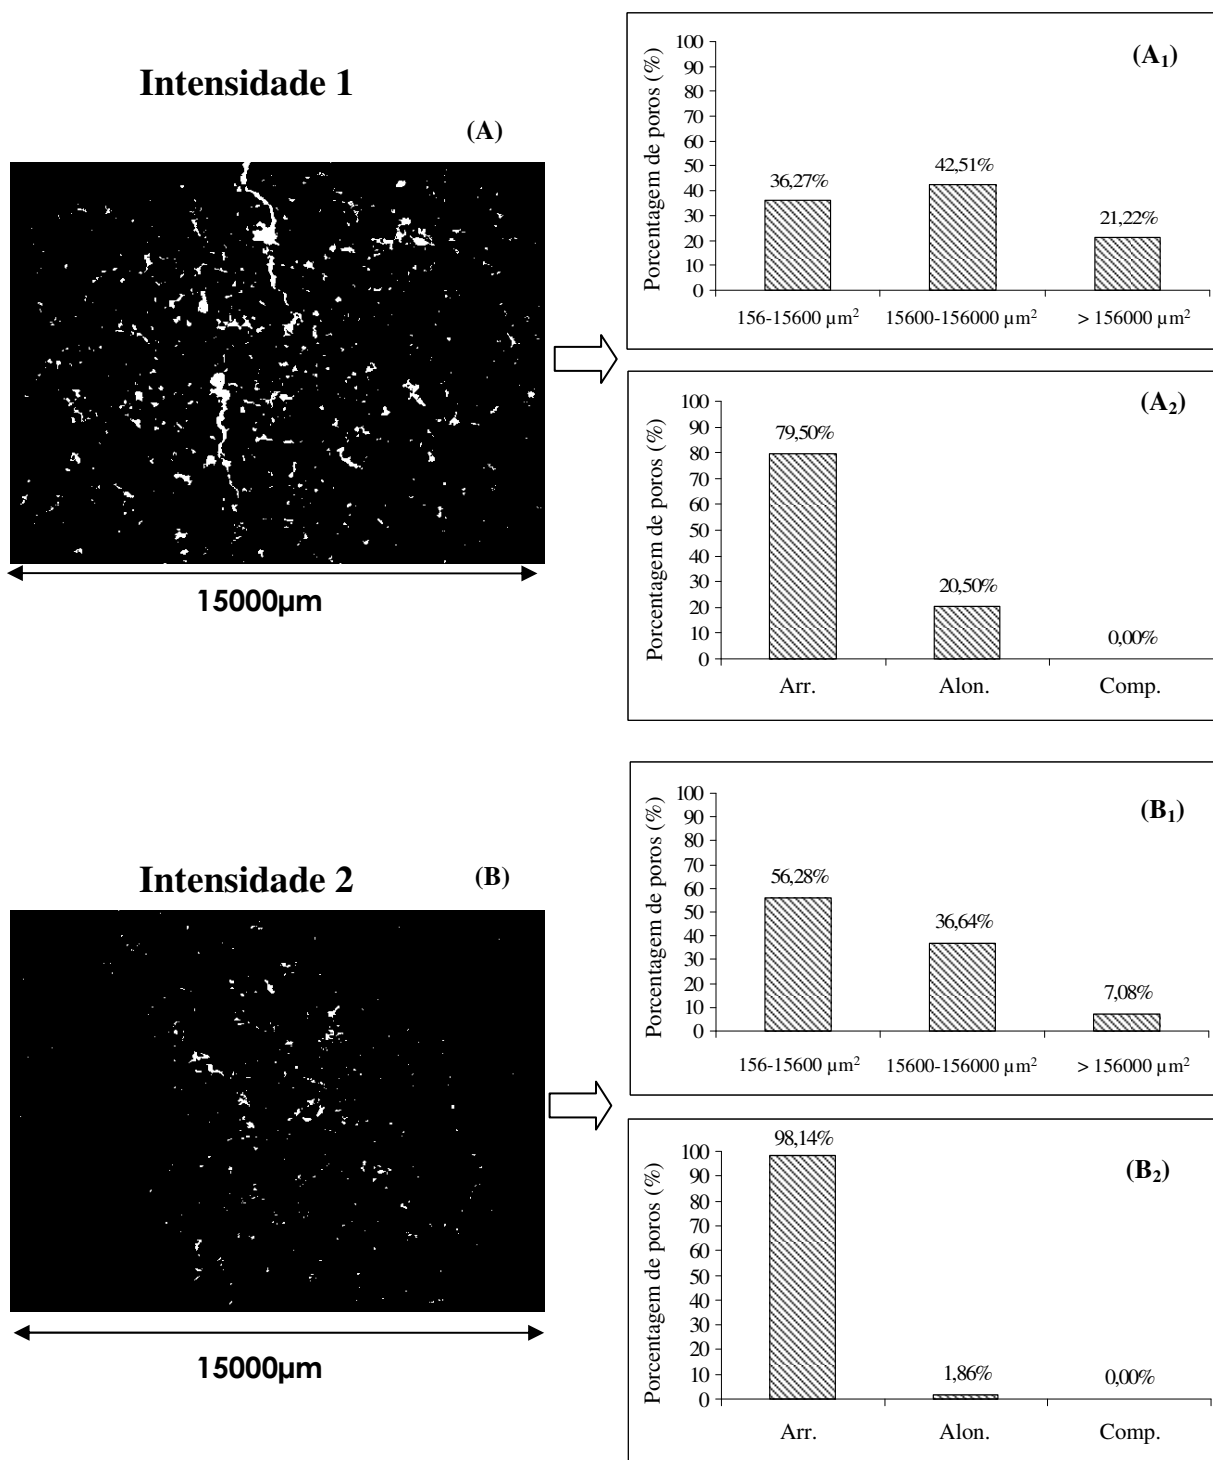 Intensidade 1
(A)
15000µm
(A1)
Porcentagem de poros (%)
100
90
80
70
60
50
40
30
20
10
0
36,27%
42,51%
21,22%
156-15600 µm²
15600-156000 µm²
> 156000 µm²
(A2)
Porcentagem de poros (%)
100
90
80
70
60
50
40
30
20
10
0
79,50%
20,50%
0,00%
Arr.
Alon.
Comp.
Intensidade 2
(B)
15000µm
(B1)
Porcentagem de poros (%)
100
90
80
70
60
50
40
30
20
10
0
56,28%
36,64%
7,08%
156-15600 µm²
15600-156000 µm²
> 156000 µm²
(B2)
Porcentagem de poros (%)
100
90
80
70
60
50
40
30
20
10
0
98,14%
1,86%
0,00%
Arr.
Alon.
Comp.